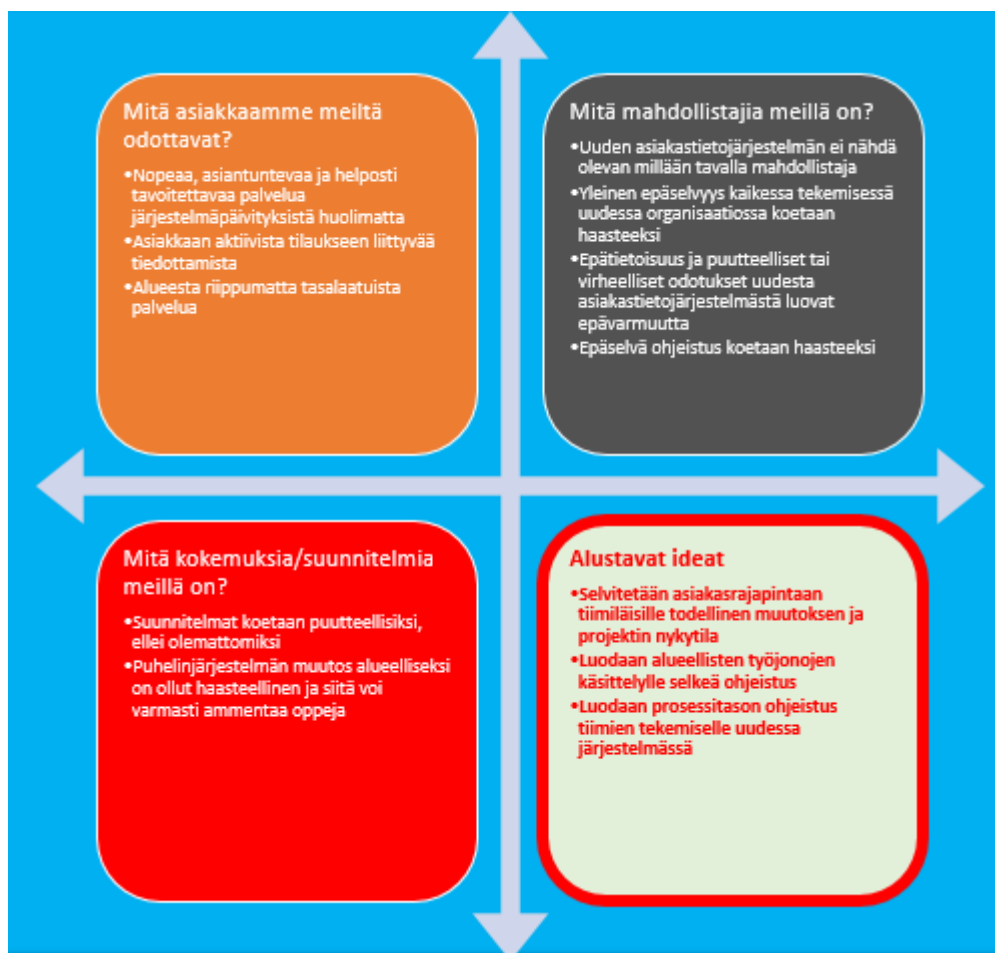 Mitä asiakkaamme meiltä
odottavat?
•Nopeaa, asiantuntevaa ja helposti
tavoitettavaa palvelua
järjestelmäpäivityksistä huolimatta
•Asiakkaan aktiivista tilaukseen liittyvää
tiedottamista
•Alueesta riippumatta tasalaatuista
palvelua
Mitä mahdollistajia meillä on?
•Uuden asiakastietojärjestelmän ei nähdä
olevan millään tavalla mahdollistaja
•Yleinen epäselvyys kaikessa tekemisessä
uudessa organisaatiossa koetaan
haasteeksi
•Epätietoisuus ja puutteelliset tai
virheelliset odotukset uudesta
asiakastietojärjestelmästä luovat
epävarmuutta
•Epäselvä ohjeistus koetaan haasteeksi
Mitä kokemuksia/suunnitelmia
meillä on?
•Suunnitelmat koetaan puutteellisiksi,
ellei olemattomiksi
•Puhelinjärjestelmän muutos alueelliseksi
on ollut haasteellinen ja siitä voi
varmasti ammentaa oppeja
Alustavat ideat
•Selvitetään asiakasrajapintaan
tiimiläisille todellinen muutoksen ja
projektin nykytila
•Luodaan alueellisten työjonojen
käsittelylle selkeä ohjeistus
•Luodaan prosessitason ohjeistus
tiimien tekemiselle uudessa
järjestelmässä